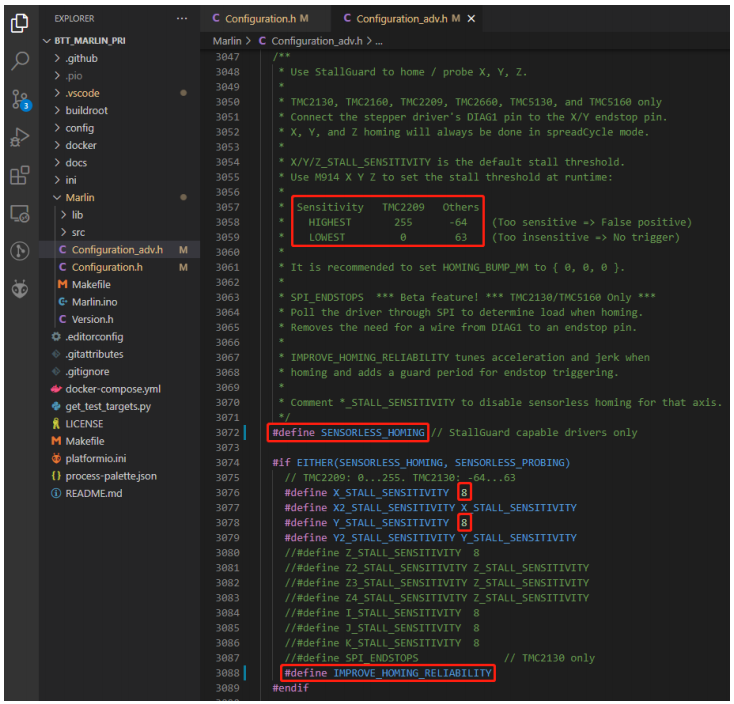 EXPLORER ...
BTT_MARLIN_PRI
.github
.pio
.vscode
buildroot
config
docker
docs
ini
Marlin
lib
src
C Configuration_adv.h M
C Configuration.h M
Makefile
Marlin.ino
C Version.h
.editorconfig
.gitattributes
.gitignore
docker-compose.yml
get_test_targets.py
LICENSE
Makefile
platformio.ini
process-palette.json
README.md
3
C Configuration.h M
C Configuration_adv.h M ×
Marlin > C Configuration_adv.h > ...
3047 /**
3048 * Use StallGuard to home / probe X, Y, Z.
3049 *
3050 * TMC2130, TMC2160, TMC2209, TMC2660, TMC5130, and TMC5160 only
3051 * Connect the stepper driver's DIAG1 pin to the X/Y endstop pin.
3052 * X, Y, and Z homing will always be done in spreadCycle mode.
3053 *
3054 * X/Y/Z_STALL_SENSITIVITY is the default stall threshold.
3055 * Use M914 X Y Z to set the stall threshold at runtime:
3056 *
3057 * Sensitivity TMC2209 Others
3058 * HIGHEST 255 -64 (Too sensitive => False positive)
3059 * LOWEST 0 63 (Too insensitive => No trigger)
3060 *
3061 * It is recommended to set HOMING_BUMP_MM to { 0, 0, 0 }.
3062 *
3063 * SPI_ENDSTOPS *** Beta feature! *** TMC2130/TMC5160 Only ***
3064 * Poll the driver through SPI to determine load when homing.
3065 * Removes the need for a wire from DIAG1 to an endstop pin.
3066 *
3067 * IMPROVE_HOMING_RELIABILITY tunes acceleration and jerk when
3068 * homing and adds a guard period for endstop triggering.
3069 *
3070 * Comment *_STALL_SENSITIVITY to disable sensorless homing for that axis.
3071 */
3072 #define SENSORLESS_HOMING // StallGuard capable drivers only
3073
3074 #if EITHER(SENSORLESS_HOMING, SENSORLESS_PROBING)
3075 // TMC2209: 0...255. TMC2130: -64...63
3076 #define X_STALL_SENSITIVITY 8
3077 #define X2_STALL_SENSITIVITY X_STALL_SENSITIVITY
3078 #define Y_STALL_SENSITIVITY 8
3079 #define Y2_STALL_SENSITIVITY Y_STALL_SENSITIVITY
3080 //#define Z_STALL_SENSITIVITY 8
3081 //#define Z2_STALL_SENSITIVITY Z_STALL_SENSITIVITY
3082 //#define Z3_STALL_SENSITIVITY Z_STALL_SENSITIVITY
3083 //#define Z4_STALL_SENSITIVITY Z_STALL_SENSITIVITY
3084 //#define I_STALL_SENSITIVITY 8
3085 //#define J_STALL_SENSITIVITY 8
3086 //#define K_STALL_SENSITIVITY 8
3087 //#define SPI_ENDSTOPS // TMC2130 only
3088 #define IMPROVE_HOMING_RELIABILITY
3089 #endif